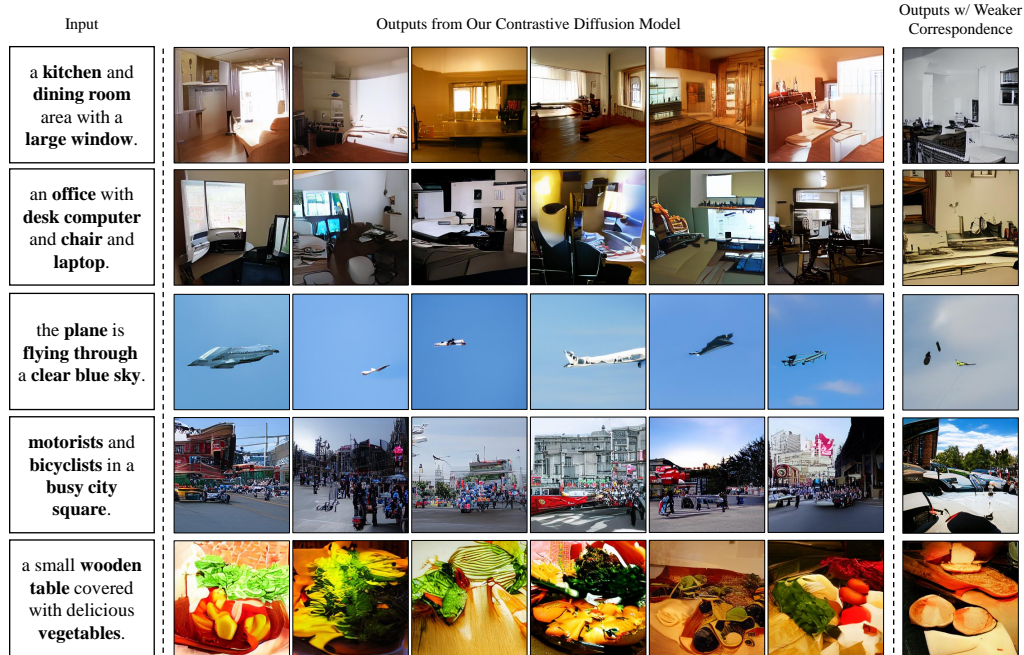 Input
Outputs from Our Contrastive Diffusion Model
Outputs w/ Weaker
Correspondence
a kitchen and
dining room
area with a
large window.
an office with
desk computer
and chair and
laptop.
the plane is
flying through
a clear blue sky.
motorists and
bicyclists in a
busy city
square.
a small wooden
table covered
with delicious
vegetables.